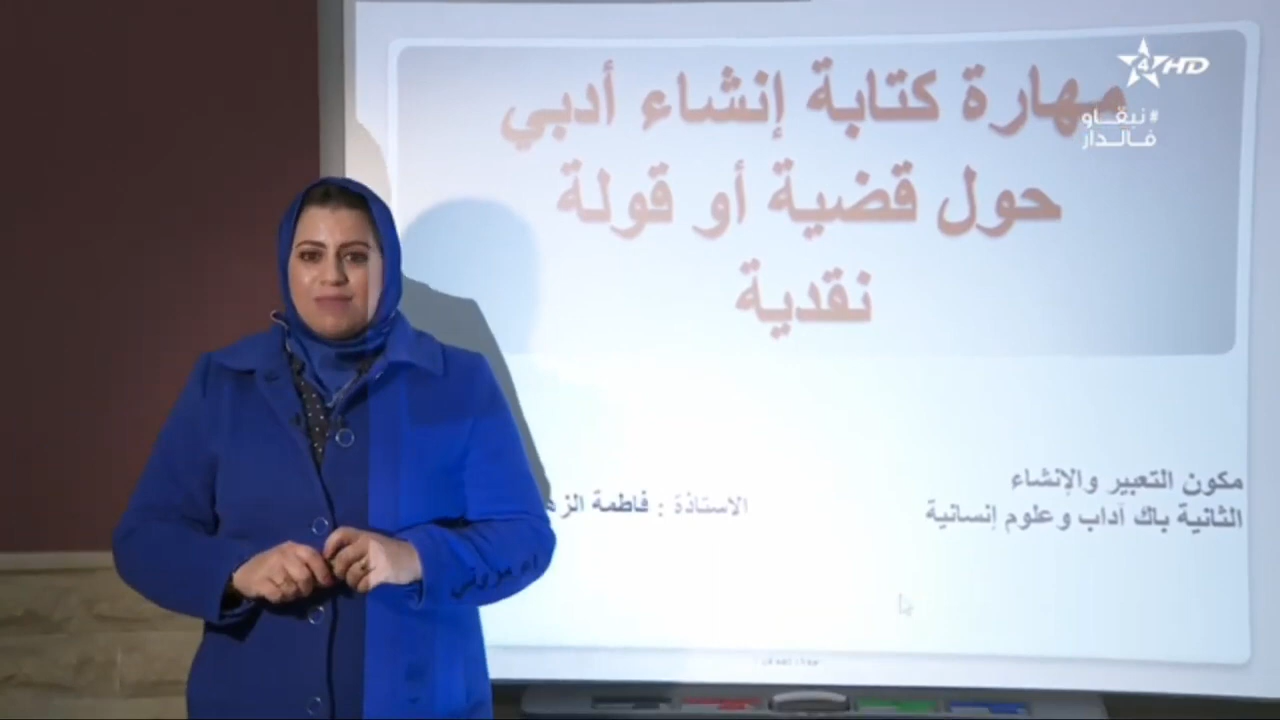 مهارة كتابة إنشاء أدبي
حول قضية أو قولة
نقدية
4 HD
#نبقاو
فالدار
مكون التعبير والإنشاء
الثانية باك آداب وعلوم إنسانية
الاستاذة : فاطمة